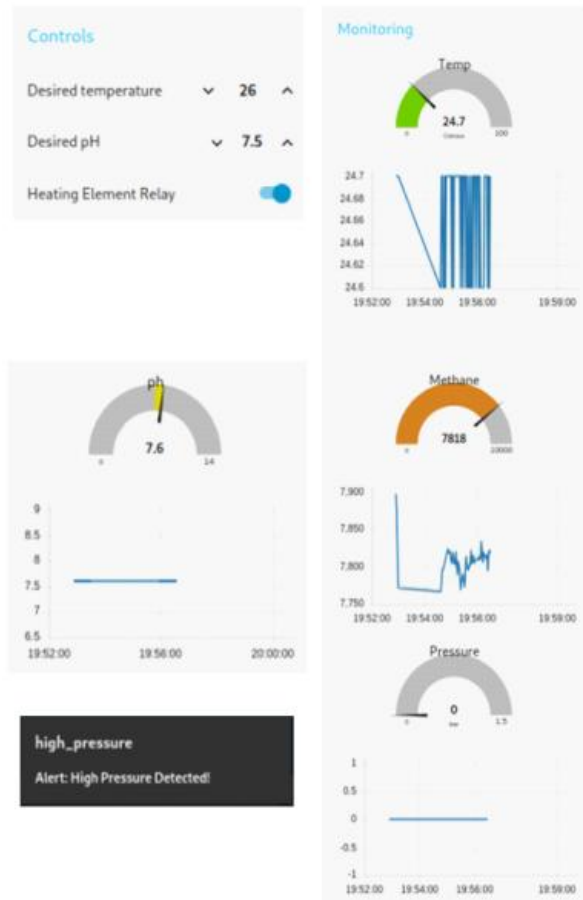 Controls
Desired temperature 26
Desired pH 7.5
Heating Element Relay
Monitoring
Temp
24.7
0 100
24.7
24.68
24.66
24.64
24.62
24.6
19:52:00 19:54:00 19:56:00 19:59:00
ph
7.6
0 14
9
8.5
8
7.5
7
6.5
19:52:00 19:56:00 20:00:00
Methane
7818
0 10000
7,900
7,850
7,800
7,750
19:52:00 19:54:00 19:56:00 19:59:00
high_pressure
Alert: High Pressure Detected!
Pressure
0
bar
0 1.5
1
0.5
0
-0.5
-1
19:52:00 19:54:00 19:56:00 19:59:00